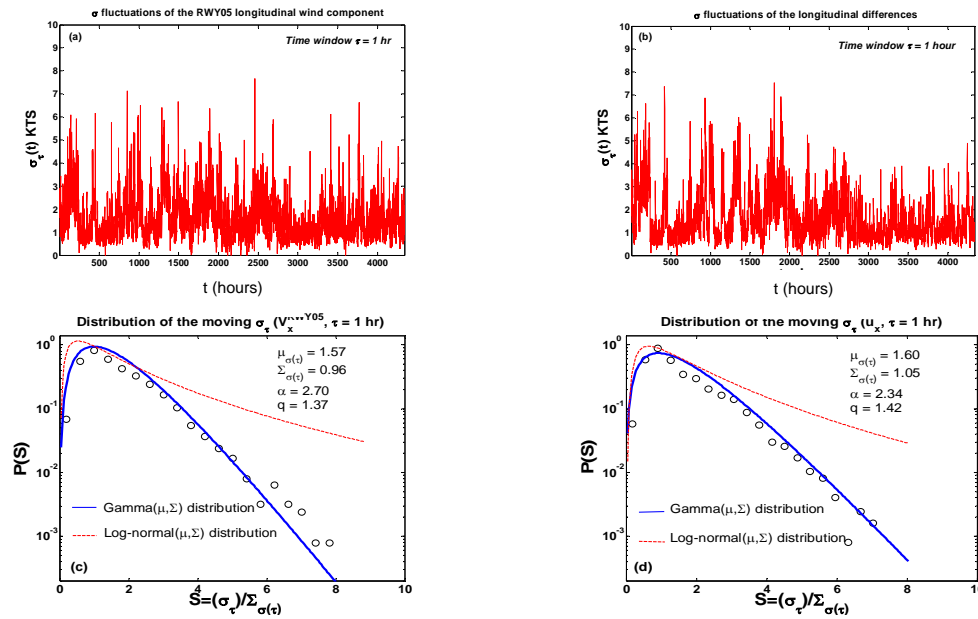 σ fluctuations of the RWY05 longitudinal wind component
(a)
Time window τ = 1 hr
σ_τ(t) KTS
10
9
8
7
6
5
4
3
2
1
0
500 1000 1500 2000 2500 3000 3500 4000
t (hours)
σ fluctuations of the longitudinal differences
(b)
Time window τ = 1 hour
σ_τ(t) KTS
10
9
8
7
6
5
4
3
2
1
0
500 1000 1500 2000 2500 3000 3500 4000
t (hours)
Distribution of the moving σ_τ (V_x^RWY05, τ = 1 hr)
μ_σ(τ) = 1.57
Σ_σ(τ) = 0.96
α = 2.70
q = 1.37
P(S)
10^0
10^-1
10^-2
10^-3
Gamma(μ,Σ) distribution
Log-normal(μ,Σ) distribution
(c)
0 2 4 6 8 10
S=(σ_τ)/Σ_σ(τ)
Distribution of the moving σ_τ (u_x, τ = 1 hr)
μ_σ(τ) = 1.60
Σ_σ(τ) = 1.05
α = 2.34
q = 1.42
P(S)
10^0
10^-1
10^-2
10^-3
Gamma(μ,Σ) distribution
Log-normal(μ,Σ) distribution
(d)
0 2 4 6 8 10
S=(σ_τ)/Σ_σ(τ)